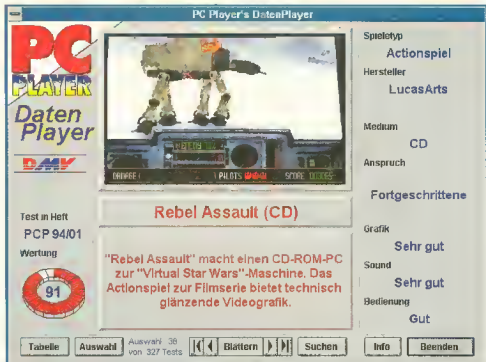 PC Player's DatenPlayer
PC
PLAYER
Daten
Player
DMV
Test in Heft
PCP 94/01
Wertung
91
ENEMY
DAMAGE
PILOTS
SCORE
Rebel Assault (CD)
"Rebel Assault" macht einen CD-ROM-PC
zur "Virtual Star Wars"-Maschine. Das
Actionspiel zur Filmserie bietet technisch
glänzende Videografik.
Spieletyp
Actionspiel
Hersteller
LucasArts
Medium
CD
Anspruch
Fortgeschrittene
Grafik
Sehr gut
Sound
Sehr gut
Bedienung
Gut
Tabelle
Auswahl
Auswahl 38
von 327 Tests
Blättern
Suchen
Info
Beenden